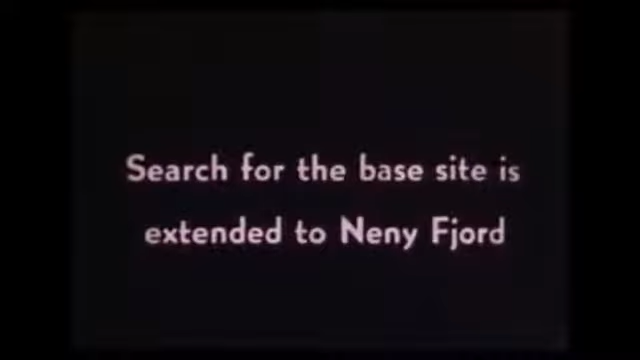 Search for the base site is
extended to Neny Fjord